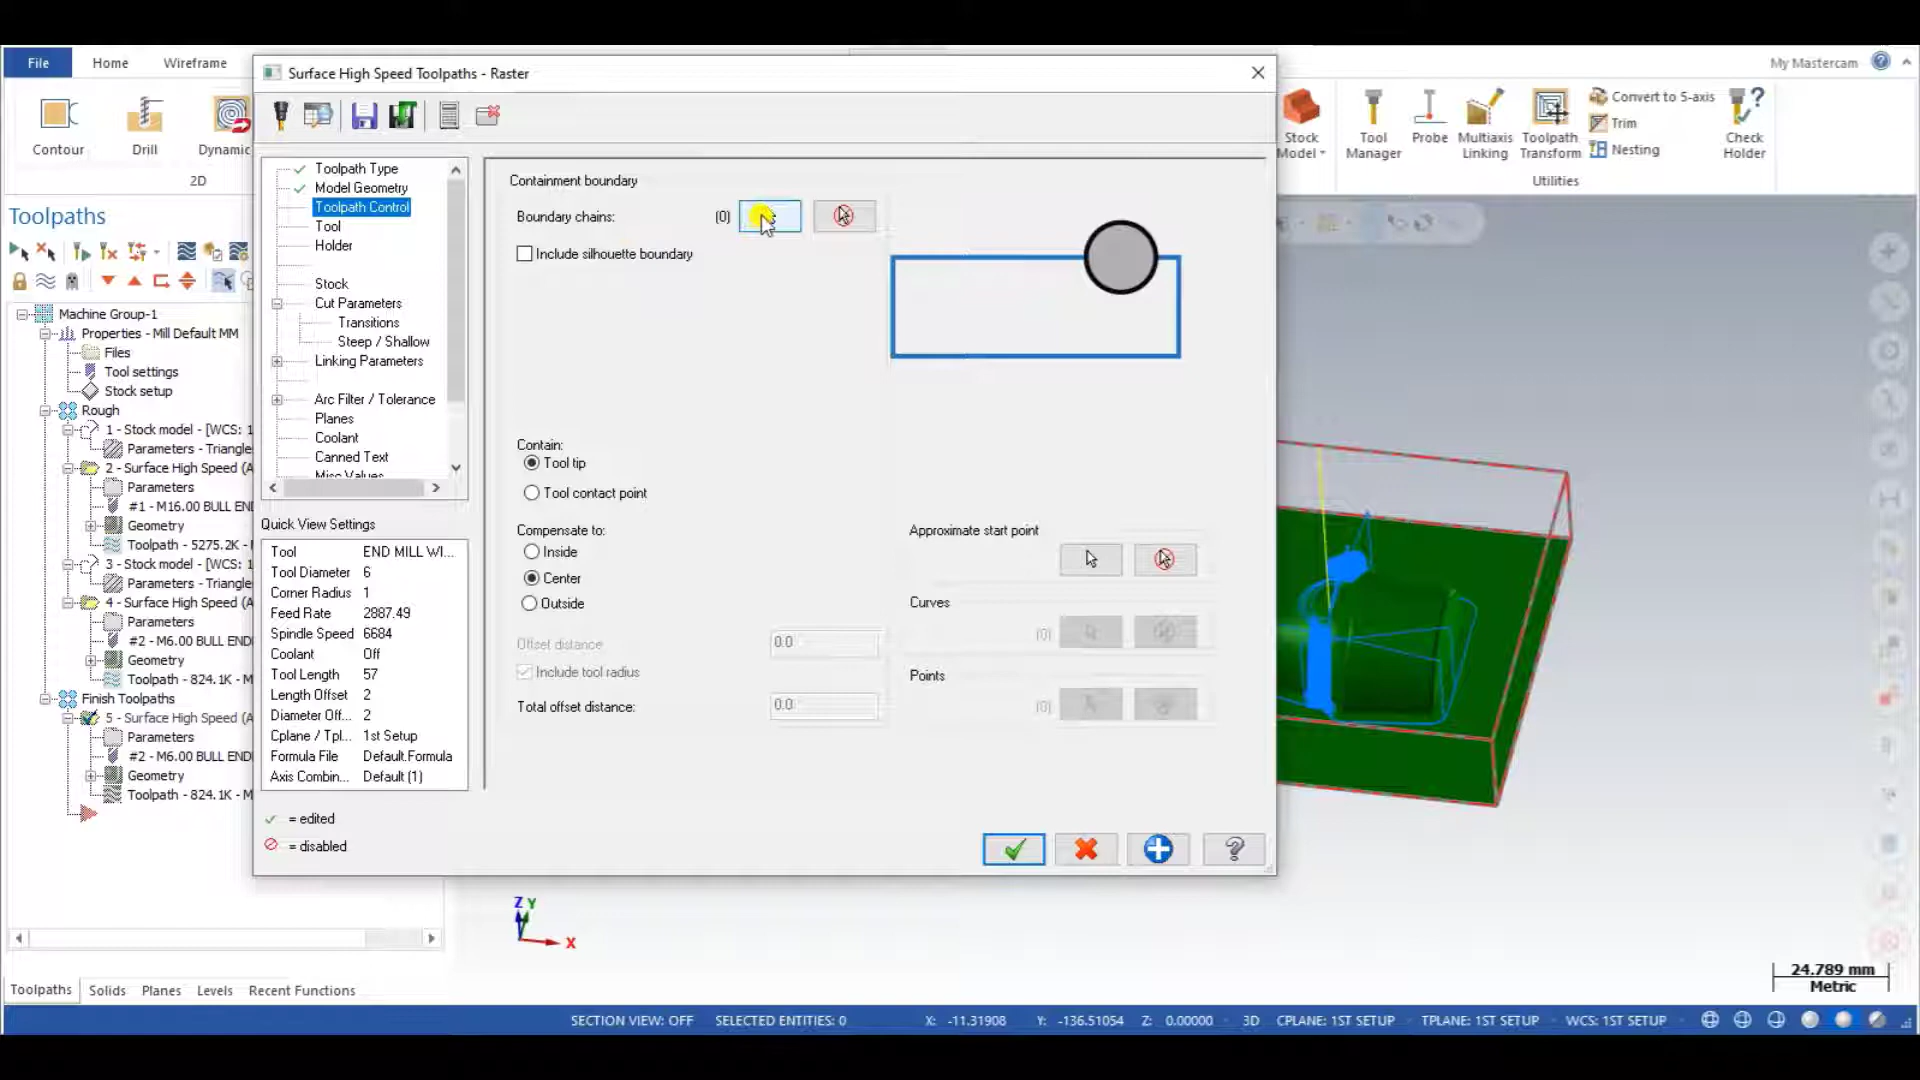 File
Home
Wireframe
My Mastercam
Surface High Speed Toolpaths - Raster
Contour
Drill
Dynamic
2D
Stock Model
Tool Manager
Probe
Multiaxis Linking
Toolpath Transform
Convert to 5-axis
Trim
Nesting
Check Holder
Utilities
Toolpaths
Machine Group-1
Properties - Mill Default MM
Files
Tool settings
Stock setup
Rough
1 - Stock model - [WCS: 1
Parameters - Triangle
2 - Surface High Speed (A
Parameters
#1 - M16.00 BULL EN
Geometry
Toolpath - 5275.2K - M
3 - Stock model - [WCS: 1
Parameters - Triangle
4 - Surface High Speed (A
Parameters
#2 - M6.00 BULL END
Geometry
Toolpath - 824.1K - M
Finish Toolpaths
5 - Surface High Speed (A
Parameters
#2 - M6.00 BULL END
Geometry
Toolpath - 824.1K - M
Toolpath Type
Model Geometry
Toolpath Control
Tool
Holder
Stock
Cut Parameters
Transitions
Steep / Shallow
Linking Parameters
Arc Filter / Tolerance
Planes
Coolant
Canned Text
Misc Values
Quick View Settings
Tool END MILL WI...
Tool Diameter 6
Corner Radius 1
Feed Rate 2887.49
Spindle Speed 6684
Coolant Off
Tool Length 57
Length Offset 2
Diameter Off... 2
Cplane / Tpl... 1st Setup
Formula File Default.Formula
Axis Combin... Default (1)
= edited
= disabled
Containment boundary
Boundary chains: (0)
Include silhouette boundary
Contain:
Tool tip
Tool contact point
Compensate to:
Inside
Center
Outside
Offset distance 0.0
Include tool radius
Total offset distance: 0.0
Approximate start point
Curves
(0)
Points
(0)
Z Y
X
24.789 mm
Metric
Toolpaths Solids Planes Levels Recent Functions
SECTION VIEW: OFF SELECTED ENTITIES: 0 X: -11.31908 Y: -136.51054 Z: 0.00000 3D CPLANE: 1ST SETUP TPLANE: 1ST SETUP WCS: 1ST SETUP